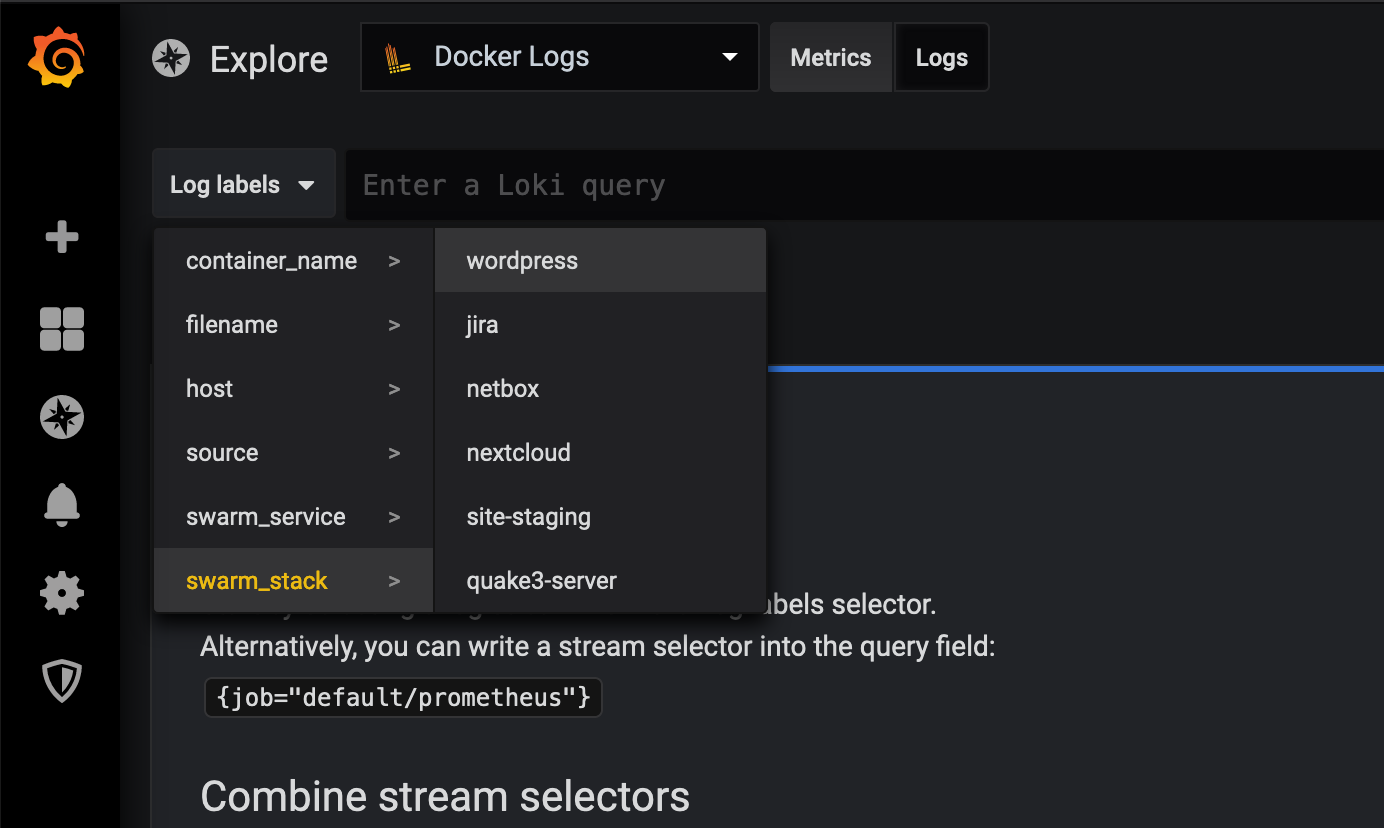 Explore
Docker Logs
Metrics
Logs
Log labels
Enter a Loki query
container_name >
filename >
host >
source >
swarm_service >
swarm_stack >
wordpress
jira
netbox
nextcloud
site-staging
quake3-server
labels selector.
Alternatively, you can write a stream selector into the query field:
{job="default/prometheus"}
Combine stream selectors